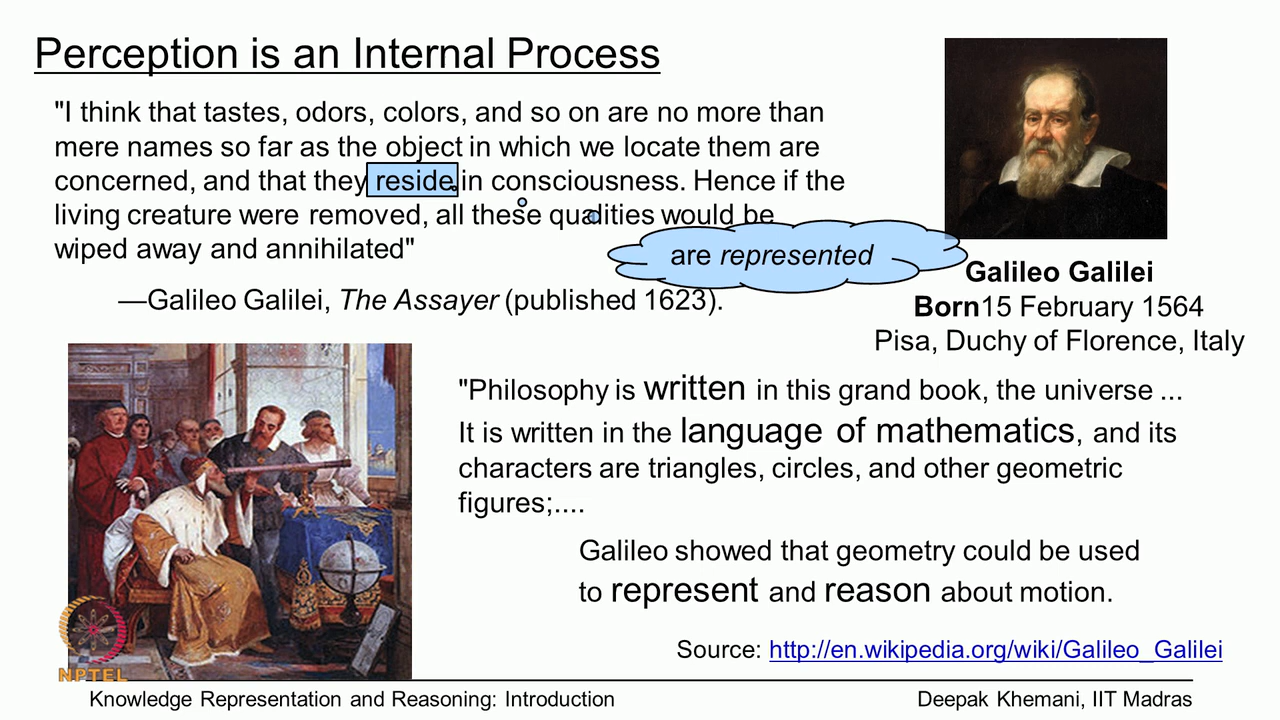 Perception is an Internal Process
"I think that tastes, odors, colors, and so on are no more than
mere names so far as the object in which we locate them are
concerned, and that they reside in consciousness. Hence if the
living creature were removed, all these qualities would be
wiped away and annihilated"
are represented
—Galileo Galilei, The Assayer (published 1623).
Galileo Galilei
Born15 February 1564
Pisa, Duchy of Florence, Italy
"Philosophy is written in this grand book, the universe ...
It is written in the language of mathematics, and its
characters are triangles, circles, and other geometric
figures;....
Galileo showed that geometry could be used
to represent and reason about motion.
Source: http://en.wikipedia.org/wiki/Galileo_Galilei
NPTEL
Knowledge Representation and Reasoning: Introduction
Deepak Khemani, IIT Madras